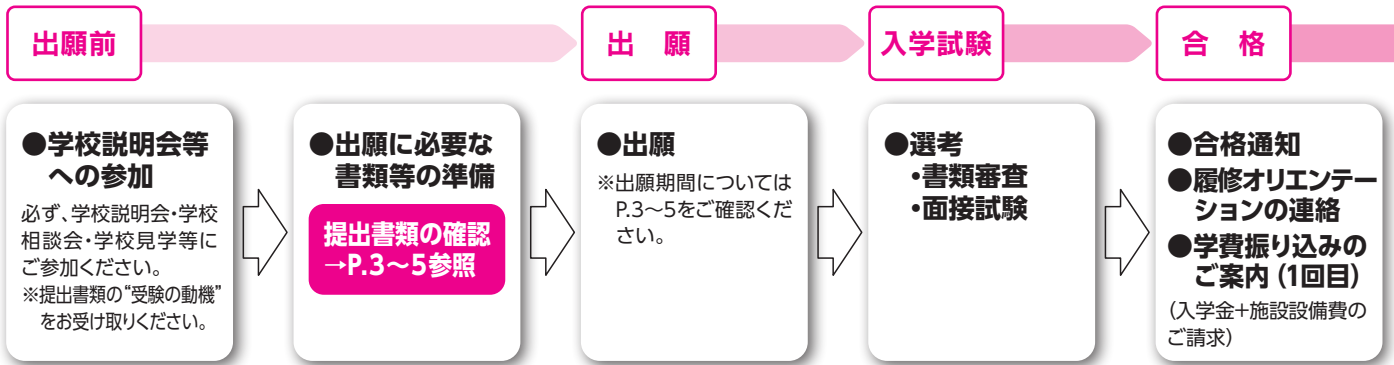 出願前
出　願
入学試験
合　格
●学校説明会等
への参加
必ず、学校説明会・学校
相談会・学校見学等に
ご参加ください。
※提出書類の“受験の動機”
をお受け取りください。
●出願に必要な
書類等の準備
提出書類の確認
→P.3～5参照
●出願
※出願期間については
P.3～5をご確認くだ
さい。
●選考
・書類審査
・面接試験
●合格通知
●履修オリエンテー
ションの連絡
●学費振り込みの
ご案内（1回目）
（入学金+施設設備費の
ご請求）